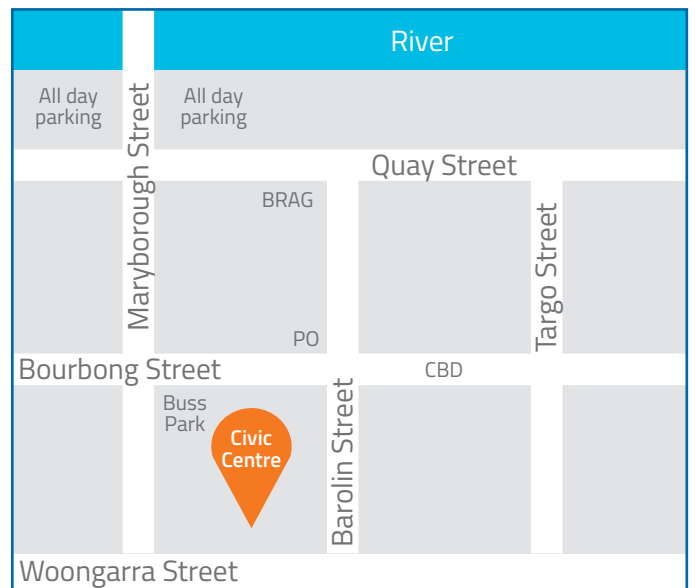 River
All day
parking
Maryborough Street
All day
parking
Quay Street
BRAG
Targo Street
PO
Bourbong Street
CBD
Buss
Park
Civic
Centre
Barolin Street
Woongarra Street